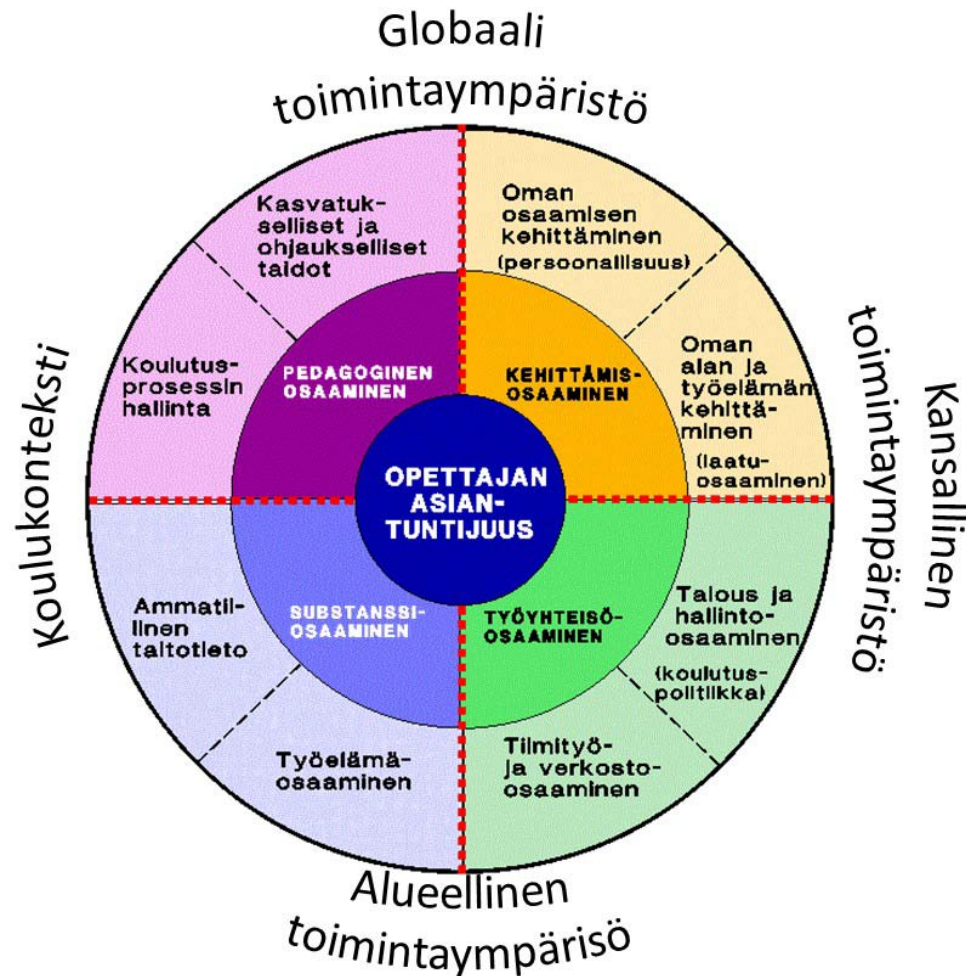 Globaali
toimintaympäristö
Kasvatuk-
selliset ja
ohjaukselliset
taidot
Oman
osaamisen
kehittäminen
(persoonallisuus)
Koulutus-
prosessin
hallinta
PEDAGOGINEN
OSAAMINEN
KEHITTÄMIS-
OSAAMINEN
Oman
alan ja
työelämän
kehittä-
minen
(laatu-
osaaminen)
Koulukonteksti
OPETTAJAN
ASIAN-
TUNTIJUUS
Kansallinen
toimintaympäristö
Ammatil-
linen
taitotieto
SUBSTANSSI-
OSAAMINEN
TYÖYHTEISÖ-
OSAAMINEN
Talous ja
hallinto-
osaaminen
(koulutus-
politiikka)
Työelämä-
osaaminen
Tiimityö-
ja verkosto-
osaaminen
Alueellinen
toimintaympärisö